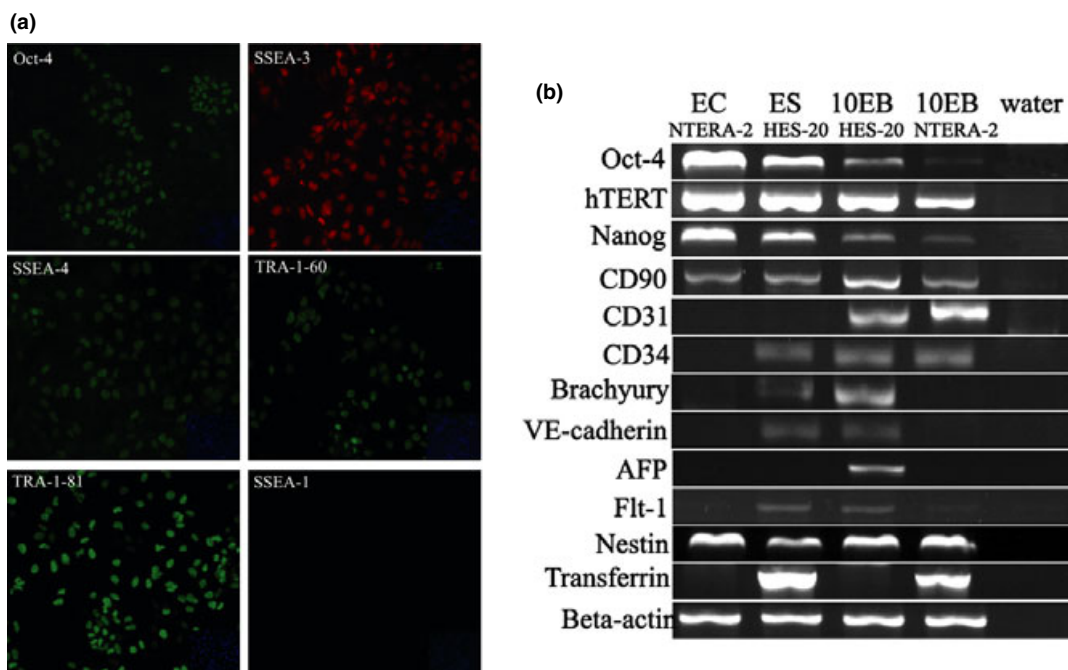 (a)
Oct-4
SSEA-3
SSEA-4
TRA-1-60
TRA-1-81
SSEA-1
(b)
EC ES 10EB 10EB water
NTERA-2 HES-20 HES-20 NTERA-2
Oct-4
hTERT
Nanog
CD90
CD31
CD34
Brachyury
VE-cadherin
AFP
Flt-1
Nestin
Transferrin
Beta-actin